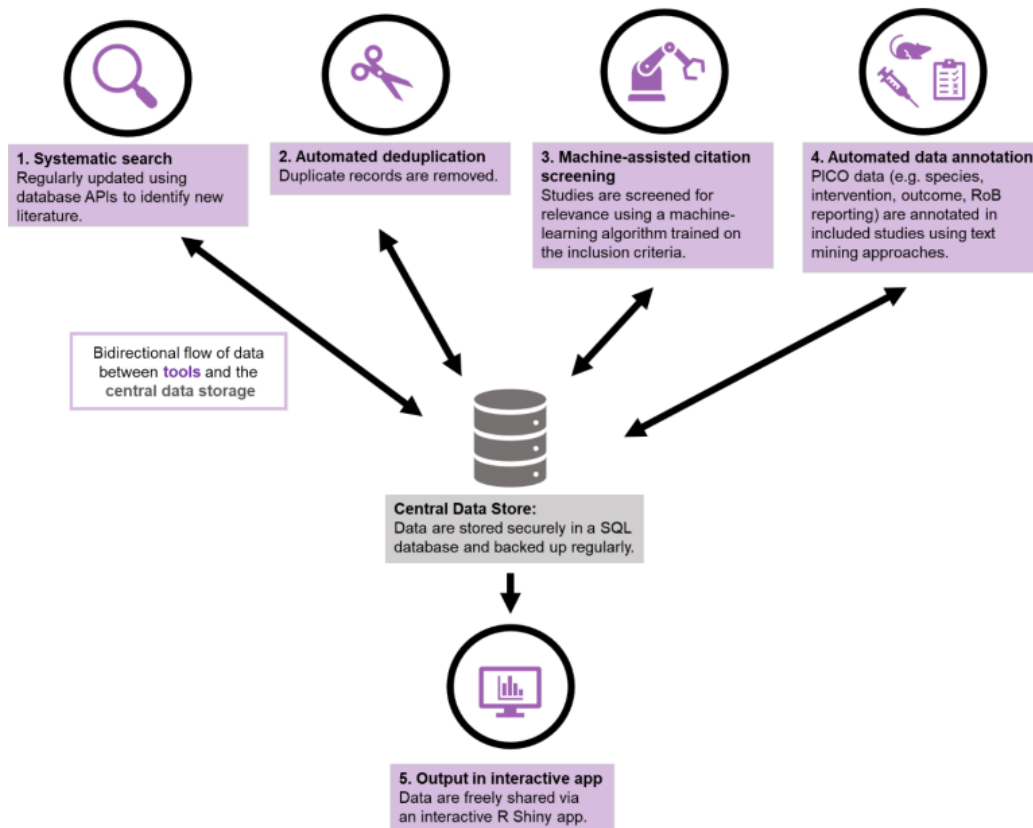 1. Systematic search
Regularly updated using
database APIs to identify new
literature.
2. Automated deduplication
Duplicate records are removed.
3. Machine-assisted citation
screening
Studies are screened for
relevance using a machine-
learning algorithm trained on
the inclusion criteria.
4. Automated data annotation
PICO data (e.g. species,
intervention, outcome, RoB
reporting) are annotated in
included studies using text
mining approaches.
Bidirectional flow of data
between tools and the
central data storage
Central Data Store:
Data are stored securely in a SQL
database and backed up regularly.
5. Output in interactive app
Data are freely shared via
an interactive R Shiny app.